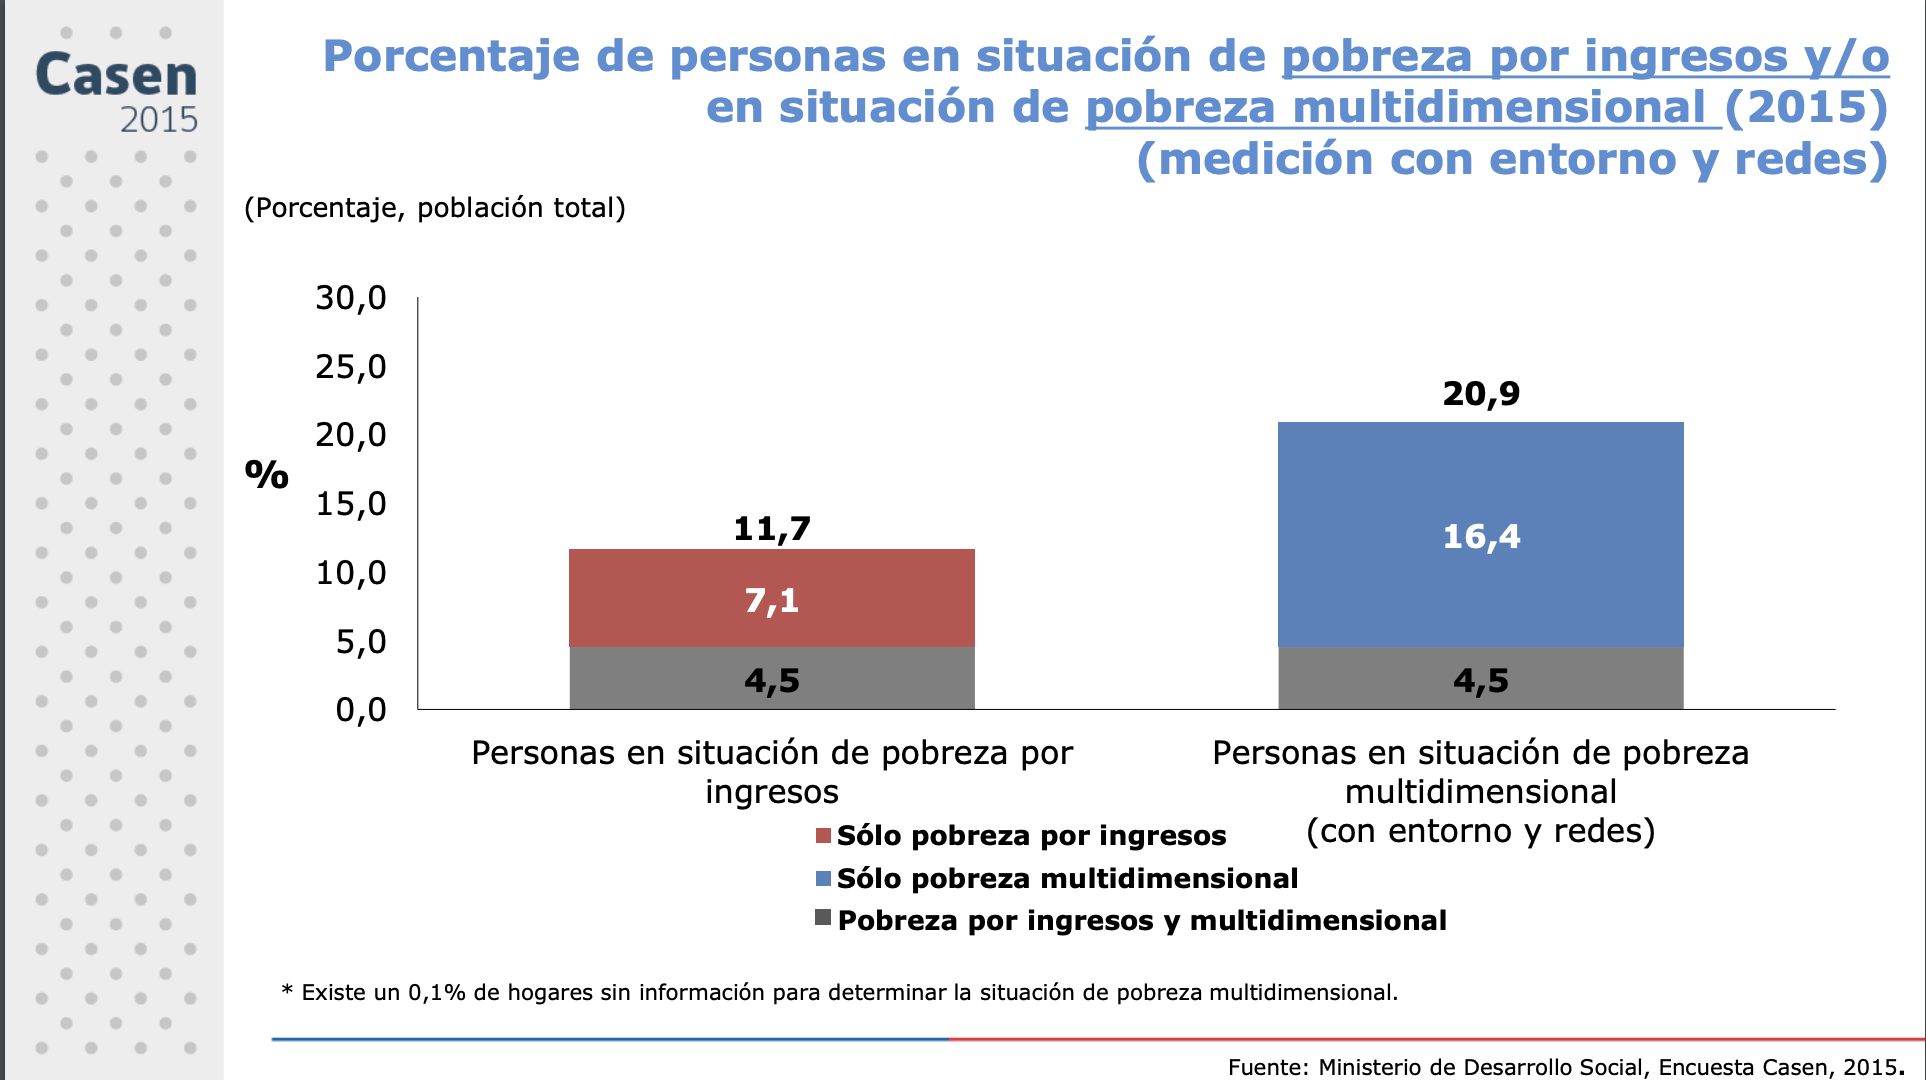 Casen
2015
Porcentaje de personas en situación de pobreza por ingresos y/o
en situación de pobreza multidimensional (2015)
(medición con entorno y redes)
(Porcentaje, población total)
%
30,0
25,0
20,0
15,0
10,0
5,0
0,0
11,7
7,1
4,5
20,9
16,4
4,5
Personas en situación de pobreza por
ingresos
Personas en situación de pobreza
multidimensional
(con entorno y redes)
Sólo pobreza por ingresos
Sólo pobreza multidimensional
Pobreza por ingresos y multidimensional
* Existe un 0,1% de hogares sin información para determinar la situación de pobreza multidimensional.
Fuente: Ministerio de Desarrollo Social, Encuesta Casen, 2015.